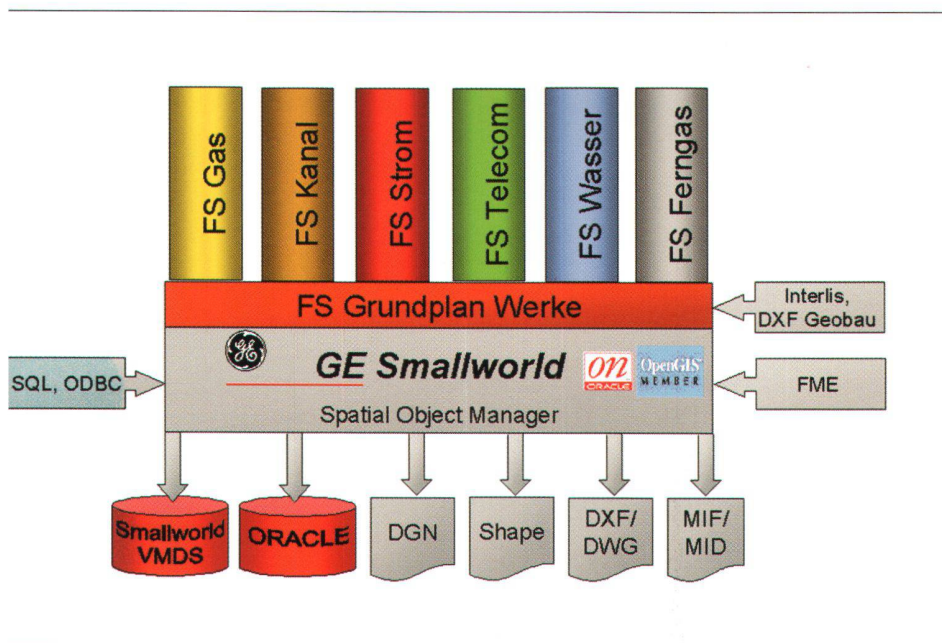 FS Gas
FS Kanal
FS Strom
FS Telecom
FS Wasser
FS Ferngas
FS Grundplan Werke
Interlis,
DXF Geobau
GE
GE Smallworld
on
ORACLE
OpenGIS
MEMBER
SQL, ODBC
FME
Spatial Object Manager
Smallworld
VMDS
ORACLE
DGN
Shape
DXF/
DWG
MIF/
MID